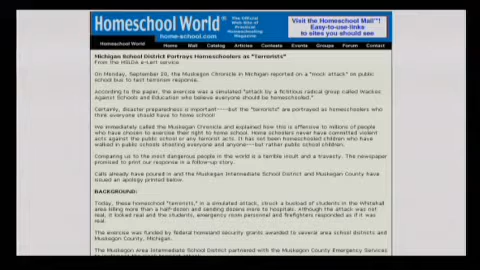 Homeschool World®
home-school.com
The Official
Web Site of
Practical
Homeschooling
Magazine
Visit the Homeschool Mall™!
Easy-to-use-links
to sites you should see
Homeschool World
Home Mall Catalog Articles Contests Events Groups Forum Contact
Michigan School District Portrays Homeschoolers as "Terrorists"
From the HSLDA e-Lert service
On Monday, September 20, the Muskegon Chronicle in Michigan reported on a "mock attack" on public
school bus to test terrorism response.
According to the paper, the exercise was a simulated "attack by a fictitious radical group called Wackos
Against Schools and Education who believe everyone should be homeschooled."
Certainly, disaster preparedness is important----but the "terrorists" are portrayed as homeschoolers who
think everyone should have to home school!
We immediately called the Muskegon Chronicle and explained how this is offensive to millions of people
who have chosen to exercise their right to home school. Home schoolers never have committed violent
acts against the public school or any terrorist acts. It has not been homeschooled children who have
walked in public schools shooting everyone and anyone----but rather public school children.
Comparing us to the most dangerous people in the world is a terrible insult and a travesty. The newspaper
promised to print our response in a follow-up story.
Calls already have poured in and the Muskegon Intermediate School District and Muskegon County have
issued an apology printed below.
BACKGROUND:
Today, these homeschool "terrorists," in a simulated attack, struck a busload of students in the Whitehall
area killing more than a half-dozen and sending dozens more to hospitals. Although the attack was not
real, it looked real and the students, emergency room personnel and firefighters responded as if it was
real.
The exercise was funded by federal homeland security grants awarded to several area school districts and
Muskegon County, Michigan.
The Muskegon Area Intermediate School District partnered with the Muskegon County Emergency Services